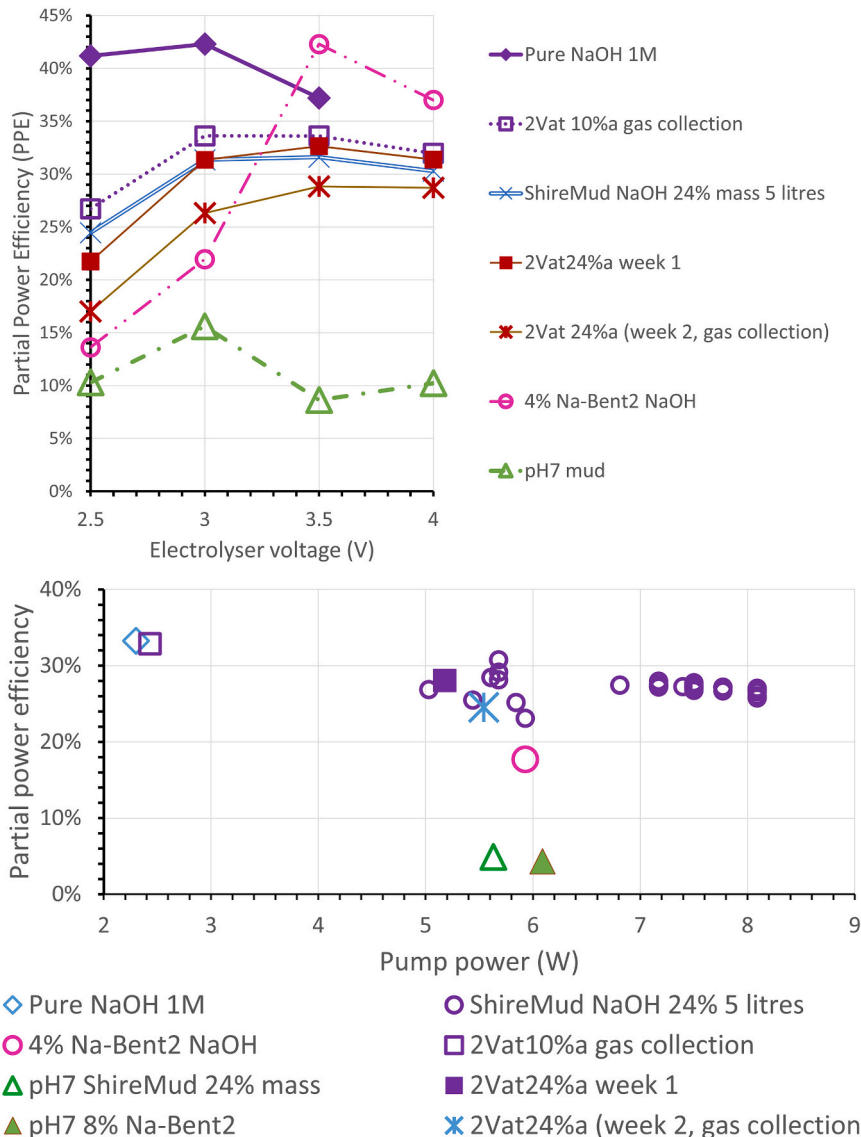 45%
40%
35%
30%
25%
20%
15%
10%
5%
0%
Partial Power Efficiency (PPE)
2.5 3 3.5 4
Electrolyser voltage (V)
Pure NaOH 1M
2Vat 10%a gas collection
ShireMud NaOH 24% mass 5 litres
2Vat24%a week 1
2Vat 24%a (week 2, gas collection)
4% Na-Bent2 NaOH
pH7 mud
40%
30%
20%
10%
0%
Partial power efficiency
2 3 4 5 6 7 8 9
Pump power (W)
Pure NaOH 1M
ShireMud NaOH 24% 5 litres
4% Na-Bent2 NaOH
2Vat10%a gas collection
pH7 ShireMud 24% mass
2Vat24%a week 1
pH7 8% Na-Bent2
2Vat24%a (week 2, gas collection